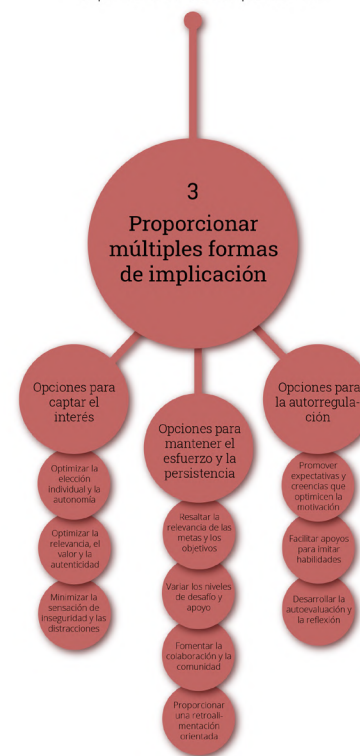 3
Proporcionar
múltiples formas
de implicación
Opciones para
captar el
interés
Optimizar la
elección
individual y la
autonomía
Optimizar la
relevancia, el
valor y la
autenticidad
Minimizar la
sensación de
inseguridad y las
distracciones
Opciones para
mantener el
esfuerzo y la
persistencia
Resaltar la
relevancia de las
metas y los
objetivos
Variar los niveles
de desafío y
apoyo
Fomentar la
colaboración y la
comunidad
Proporcionar
una retroali-
mentación
orientada
Opciones para
la autorregula-
ción
Promover
expectativas y
creencias que
optimicen la
motivación
Facilitar apoyos
para imitar
habilidades
Desarrollar la
autoevaluación y
la reflexión